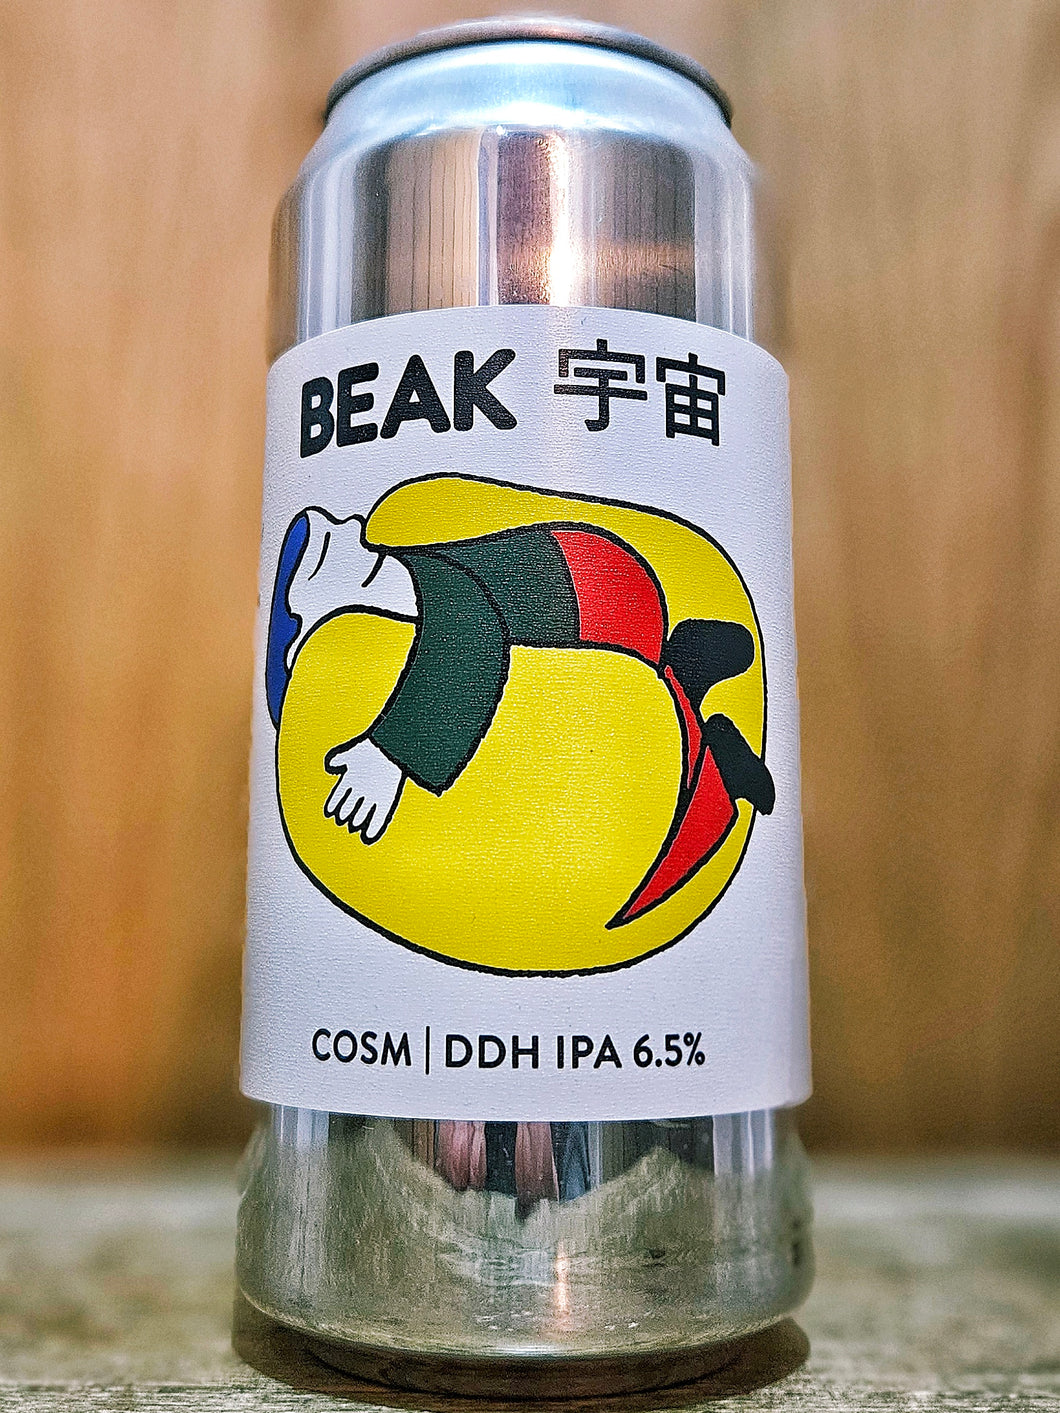 BEAK 宇宙
COSM | DDH IPA 6.5%